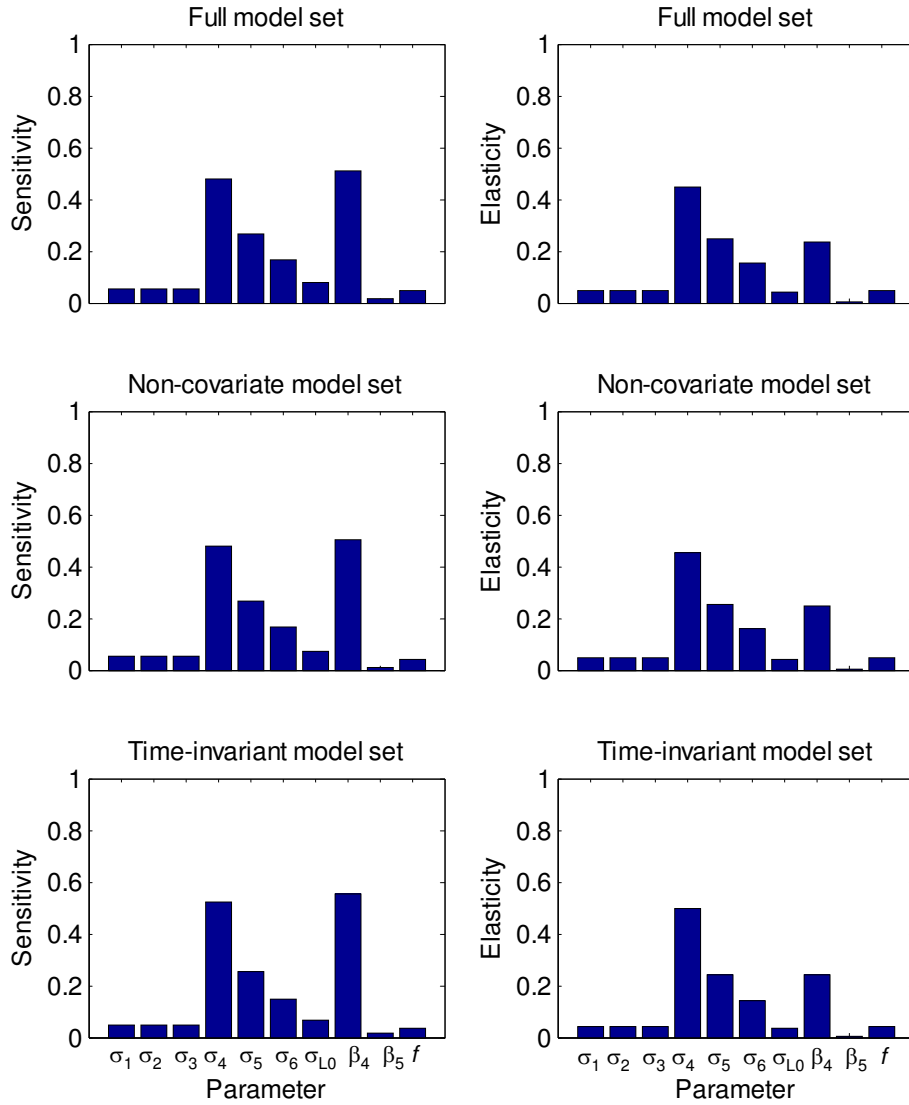 Full model set
1
0.8
0.6
0.4
0.2
0
Sensitivity
Full model set
1
0.8
0.6
0.4
0.2
0
Elasticity
Non-covariate model set
1
0.8
0.6
0.4
0.2
0
Sensitivity
Non-covariate model set
1
0.8
0.6
0.4
0.2
0
Elasticity
Time-invariant model set
1
0.8
0.6
0.4
0.2
0
Sensitivity
σ1 σ2 σ3 σ4 σ5 σ6 σL0 β4 β5 f
Parameter
Time-invariant model set
1
0.8
0.6
0.4
0.2
0
Elasticity
σ1 σ2 σ3 σ4 σ5 σ6 σL0 β4 β5 f
Parameter